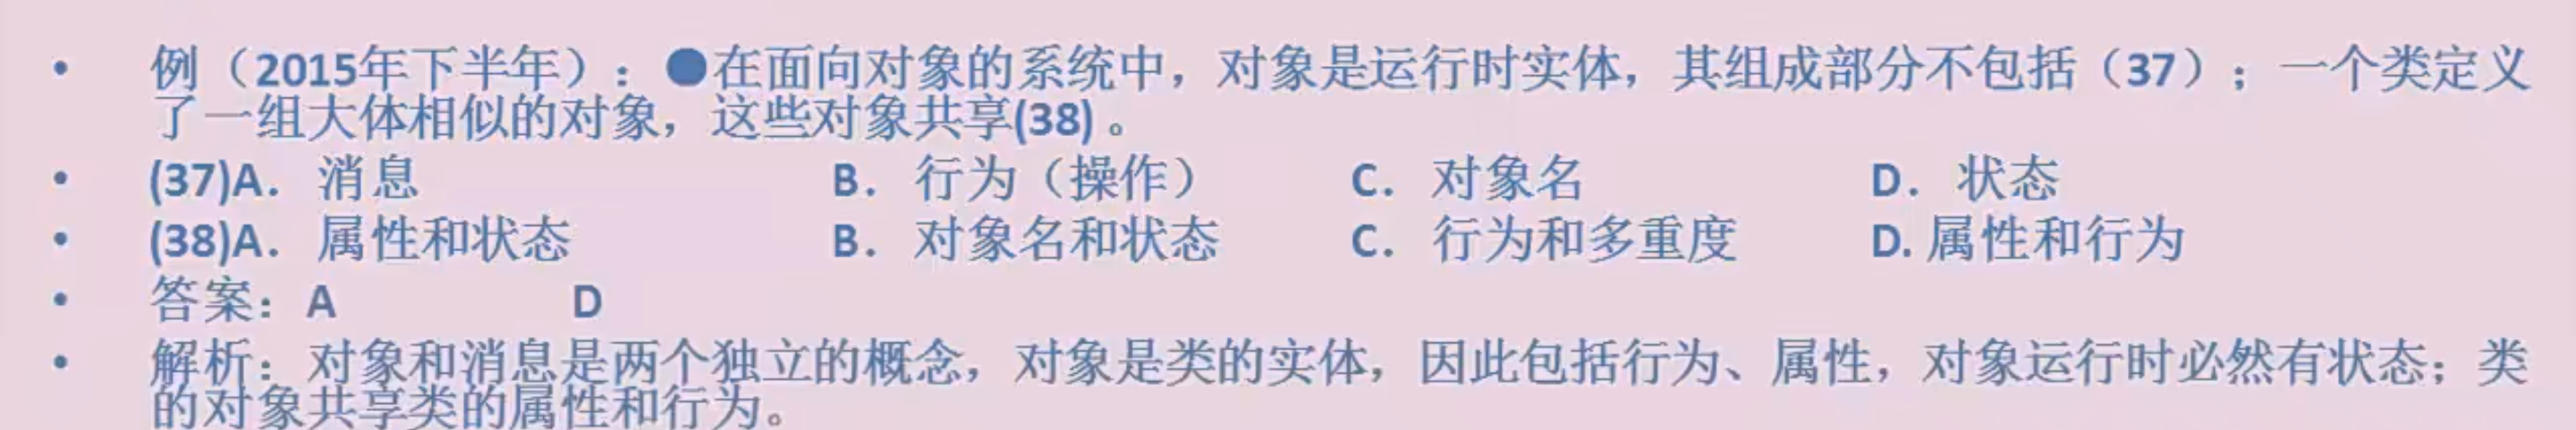 • 例（2015年下半年）：●在面向对象的系统中，对象是运行时实体，其组成部分不包括（37）；一个类定义
了一组大体相似的对象，这些对象共享(38) 。
• (37)A． 消息 B． 行为（操作） C． 对象名 D． 状态
• (38)A． 属性和状态 B． 对象名和状态 C． 行为和多重度 D. 属性和行为
• 答案：A D
• 解析：对象和消息是两个独立的概念，对象是类的实体，因此包括行为、属性，对象运行时必然有状态；类
的对象共享类的属性和行为。